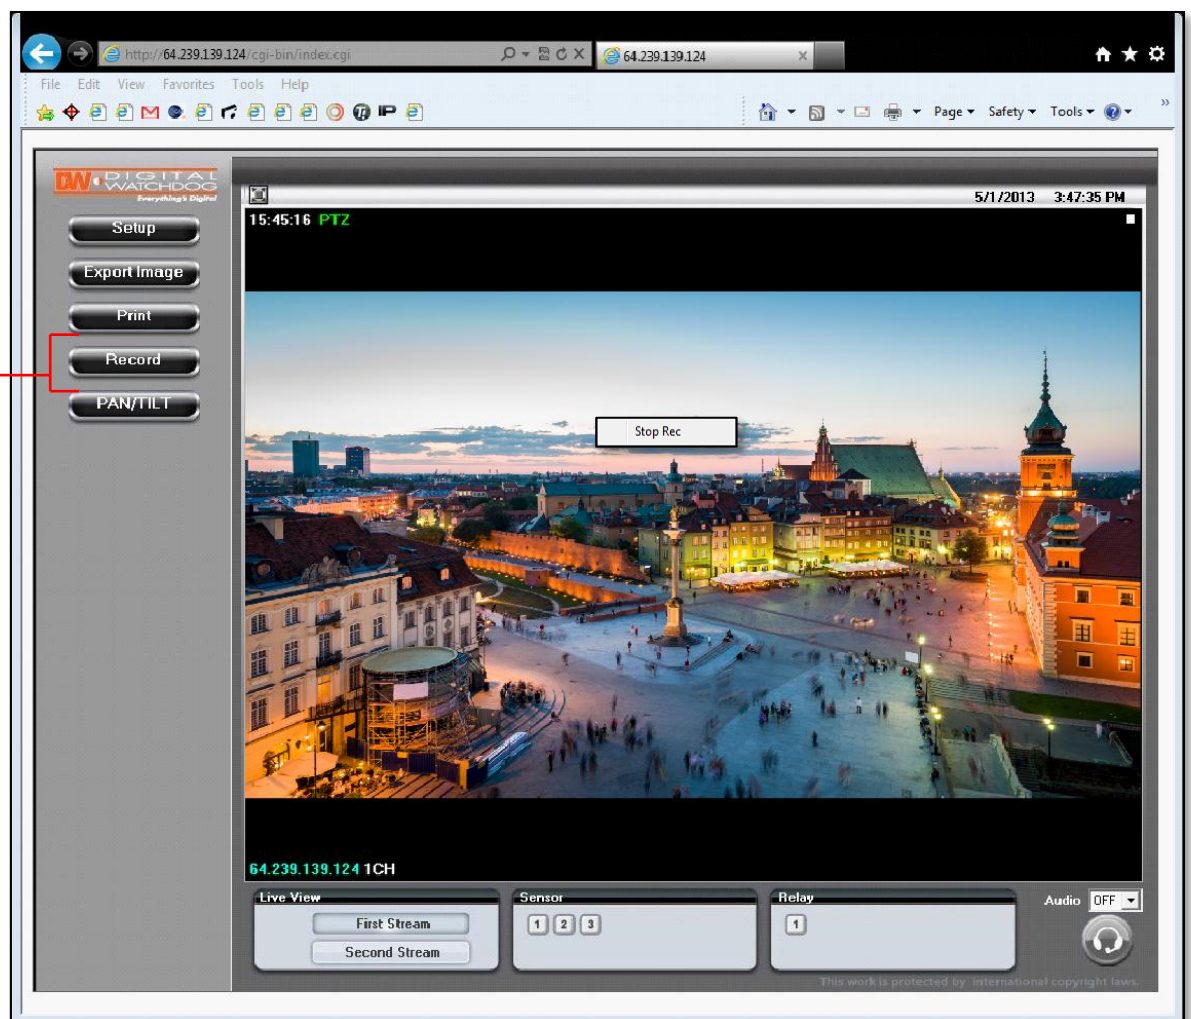 http://64.239.139.124/cgi-bin/index.cgi
64.239.139.124
File Edit View Favorites Tools Help
Page Safety Tools
DW DIGITAL WATCHDOG
Everything's Digital
5/1/2013 3:47:35 PM
Setup
Export Image
Print
Record
PAN/TILT
15:45:16 PTZ
Stop Rec
64.239.139.124 1CH
Live View
First Stream
Second Stream
Sensor
1 2 3
Relay
1
Audio OFF
This work is protected by international copyright laws.